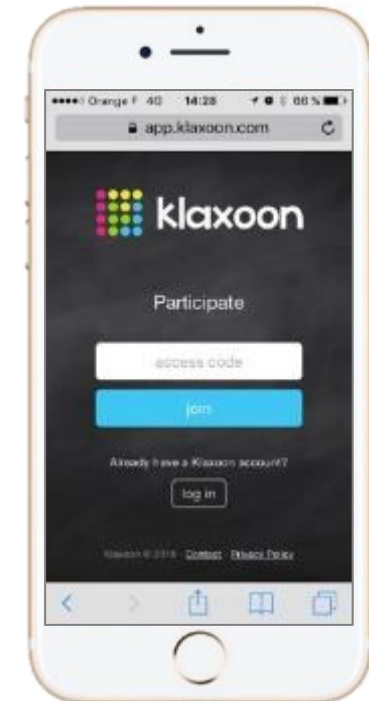 Orange F 4G 14:28 66 %
app.klaxoon.com
klaxoon
Participate
access code
join
Already have a Klaxoon account?
log in
Klaxoon © 2016 Contact Privacy Policy